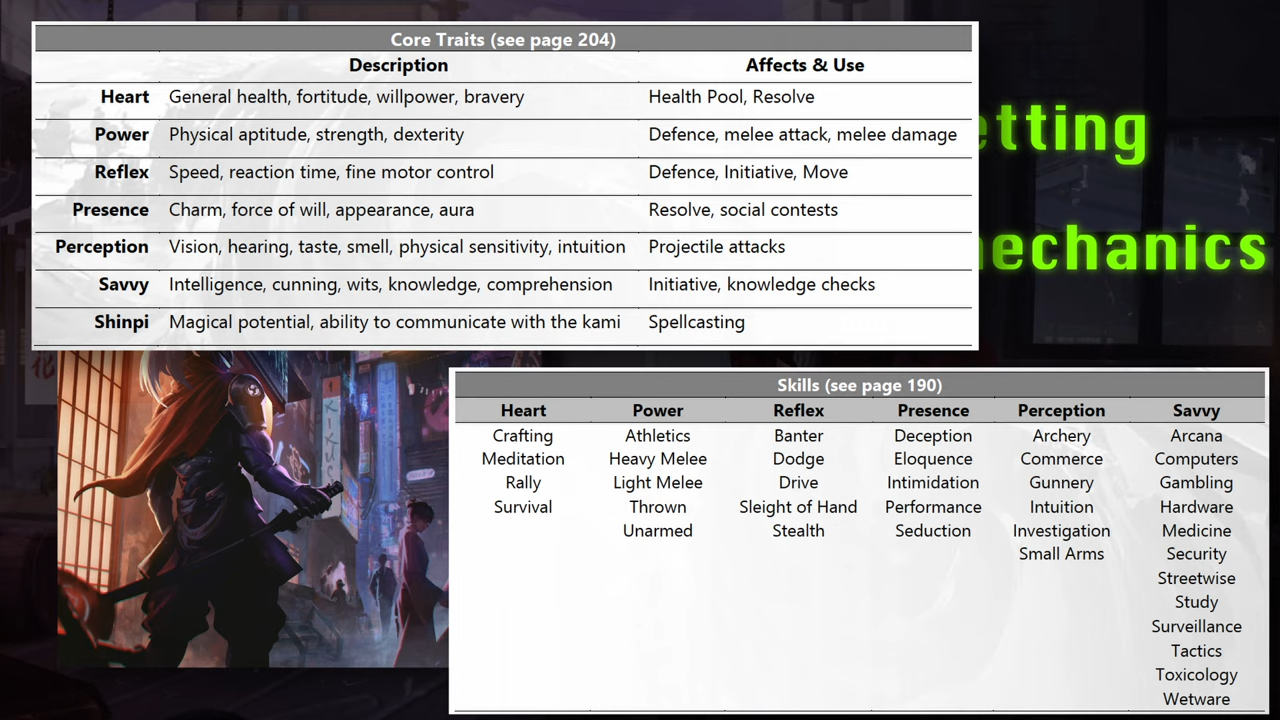 Core Traits (see page 204)
Description Affects & Use
Heart General health, fortitude, willpower, bravery Health Pool, Resolve
Power Physical aptitude, strength, dexterity Defence, melee attack, melee damage
Reflex Speed, reaction time, fine motor control Defence, Initiative, Move
Presence Charm, force of will, appearance, aura Resolve, social contests
Perception Vision, hearing, taste, smell, physical sensitivity, intuition Projectile attacks
Savvy Intelligence, cunning, wits, knowledge, comprehension Initiative, knowledge checks
Shinpi Magical potential, ability to communicate with the kami Spellcasting
etting
echanics
花
KIKUS
Skills (see page 190)
Heart Power Reflex Presence Perception Savvy
Crafting Athletics Banter Deception Archery Arcana
Meditation Heavy Melee Dodge Eloquence Commerce Computers
Rally Light Melee Drive Intimidation Gunnery Gambling
Survival Thrown Sleight of Hand Performance Intuition Hardware
Unarmed Stealth Seduction Investigation Medicine
Small Arms Security
Streetwise
Study
Surveillance
Tactics
Toxicology
Wetware